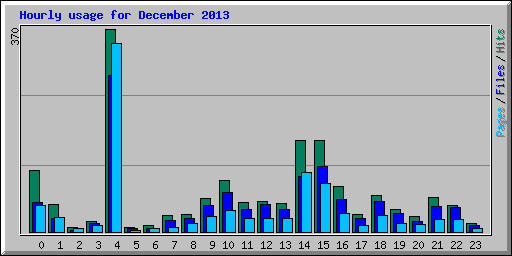 Hourly usage for December 2013
370
Pages / Files / Hits
0 1 2 3 4 5 6 7 8 9 10 11 12 13 14 15 16 17 18 19 20 21 22 23